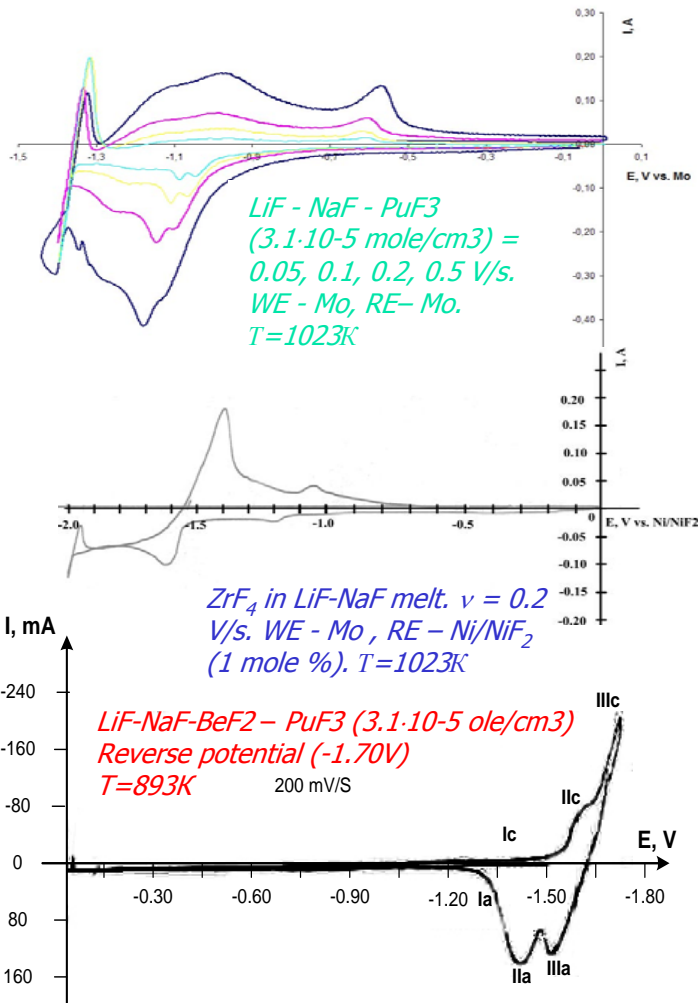 0,30
I, A
0,20
0,10
0,00
-1.5
-1.3
-1.1
-0.9
-0.7
-0.5
-0.3
-0.1
0.1
E, V vs. Mo
-0,10
-0,20
-0,30
-0,40
LiF - NaF - PuF3
(3.1·10-5 mole/cm3) =
0.05, 0.1, 0.2, 0.5 V/s.
WE - Mo, RE– Mo.
T=1023К
I, A
0.20
0.15
0.10
0.05
0
-2.0
-1.5
-1.0
-0.5
E, V vs. Ni/NiF2
-0.05
-0.10
-0.15
-0.20
ZrF4 in LiF-NaF melt. ν = 0.2
V/s. WE - Mo , RE – Ni/NiF2
(1 mole %). T=1023К
I, mA
-240
-160
-80
0
80
160
LiF-NaF-BeF2 – PuF3 (3.1·10-5 ole/cm3)
Reverse potential (-1.70V)
T=893К
200 mV/S
IIIc
IIc
Ic
E, V
-0.30
-0.60
-0.90
-1.20
-1.50
-1.80
Ia
IIa
IIIa